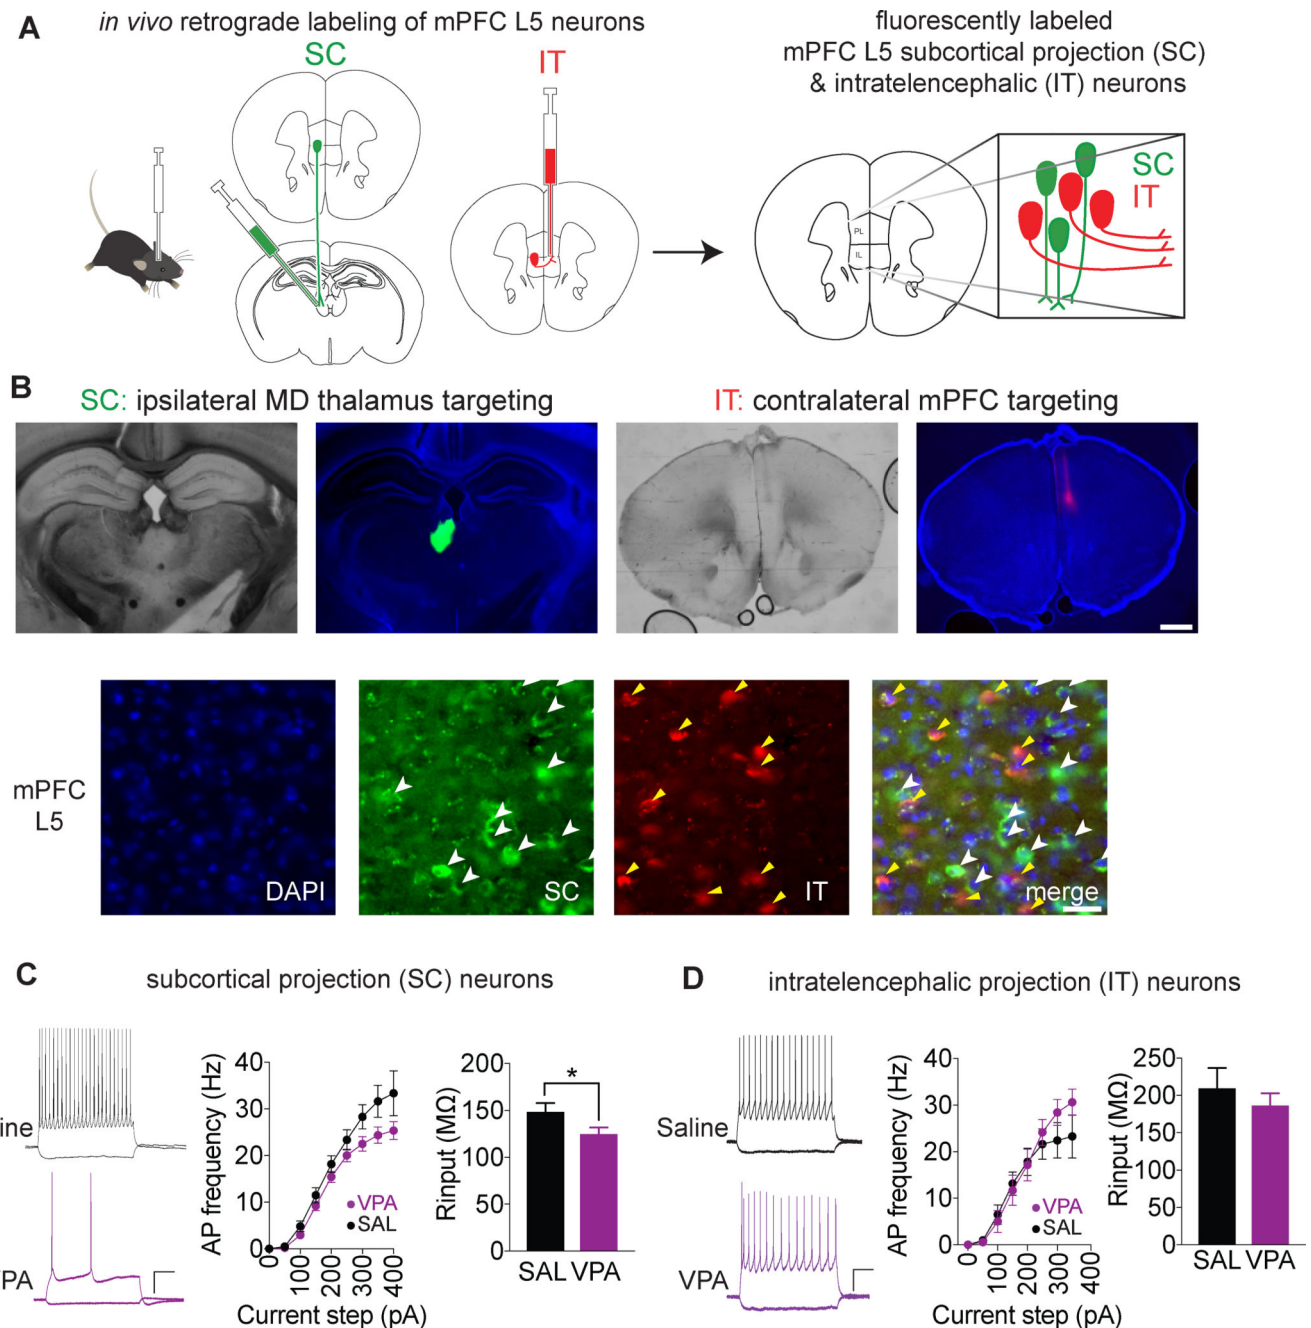 A
in vivo retrograde labeling of mPFC L5 neurons
SC
IT
fluorescently labeled
mPFC L5 subcortical projection (SC)
& intratelencephalic (IT) neurons
PL
IL
SC
IT
B
SC: ipsilateral MD thalamus targeting
IT: contralateral mPFC targeting
mPFC
L5
DAPI
SC
IT
merge
C
subcortical projection (SC) neurons
ine
VPA
AP frequency (Hz)
40
30
20
10
0
VPA
SAL
0
100
200
300
400
Current step (pA)
Rinput (MΩ)
200
150
100
50
0
*
SAL VPA
D
intratelencephalic projection (IT) neurons
Saline
VPA
AP frequency (Hz)
40
30
20
10
0
VPA
SAL
0
100
200
300
400
Current step (pA)
Rinput (MΩ)
250
200
150
100
50
0
SAL VPA